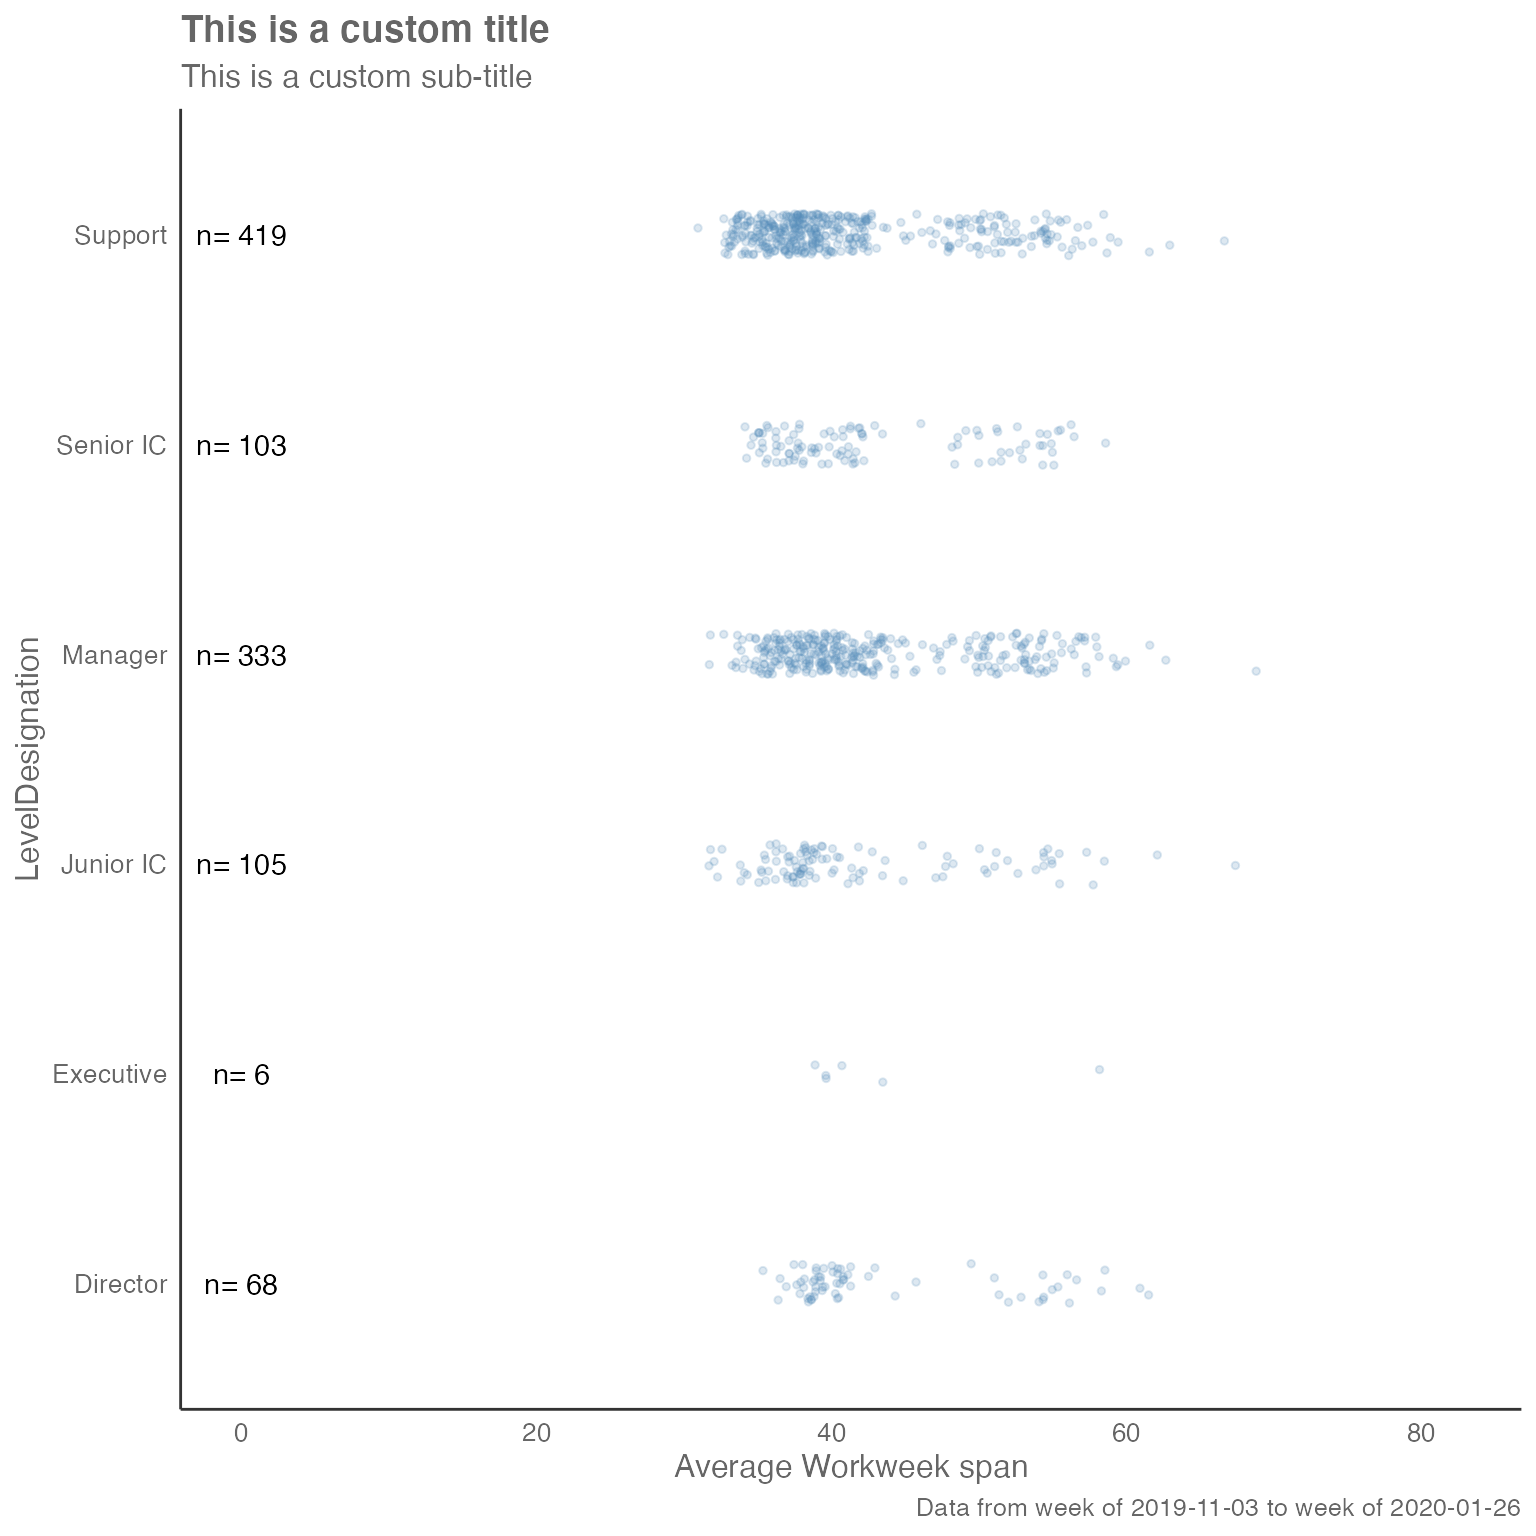 This is a custom title
This is a custom sub-title
LevelDesignation
Support n= 419
Senior IC n= 103
Manager n= 333
Junior IC n= 105
Executive n= 6
Director n= 68
0 20 40 60 80
Average Workweek span
Data from week of 2019-11-03 to week of 2020-01-26